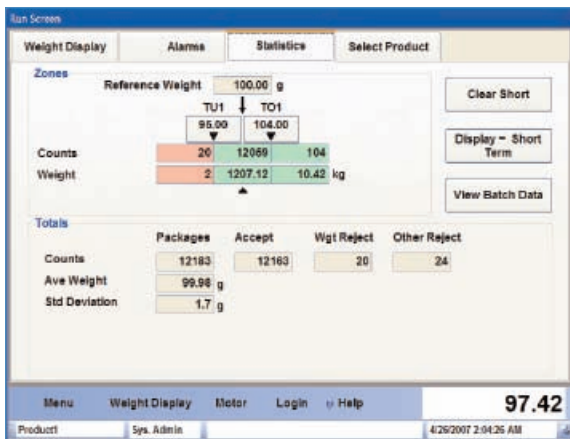 Run Screen
Weight Display Alarms Statistics Select Product
Zones
Reference Weight 100.00 g
Clear Short
TU1 TO1
95.00 104.00
Display - Short Term
Counts 20 12059 104
Weight 2 1207.12 10.42 kg
View Batch Data
Totals
Packages Accept Wgt Reject Other Reject
Counts 12183 12163 20 24
Ave Weight 99.98 g
Std Deviation 1.7 g
Menu Weight Display Motor Login Help 97.42
Product1 Sys. Admin 4/26/2007 2:04:26 AM